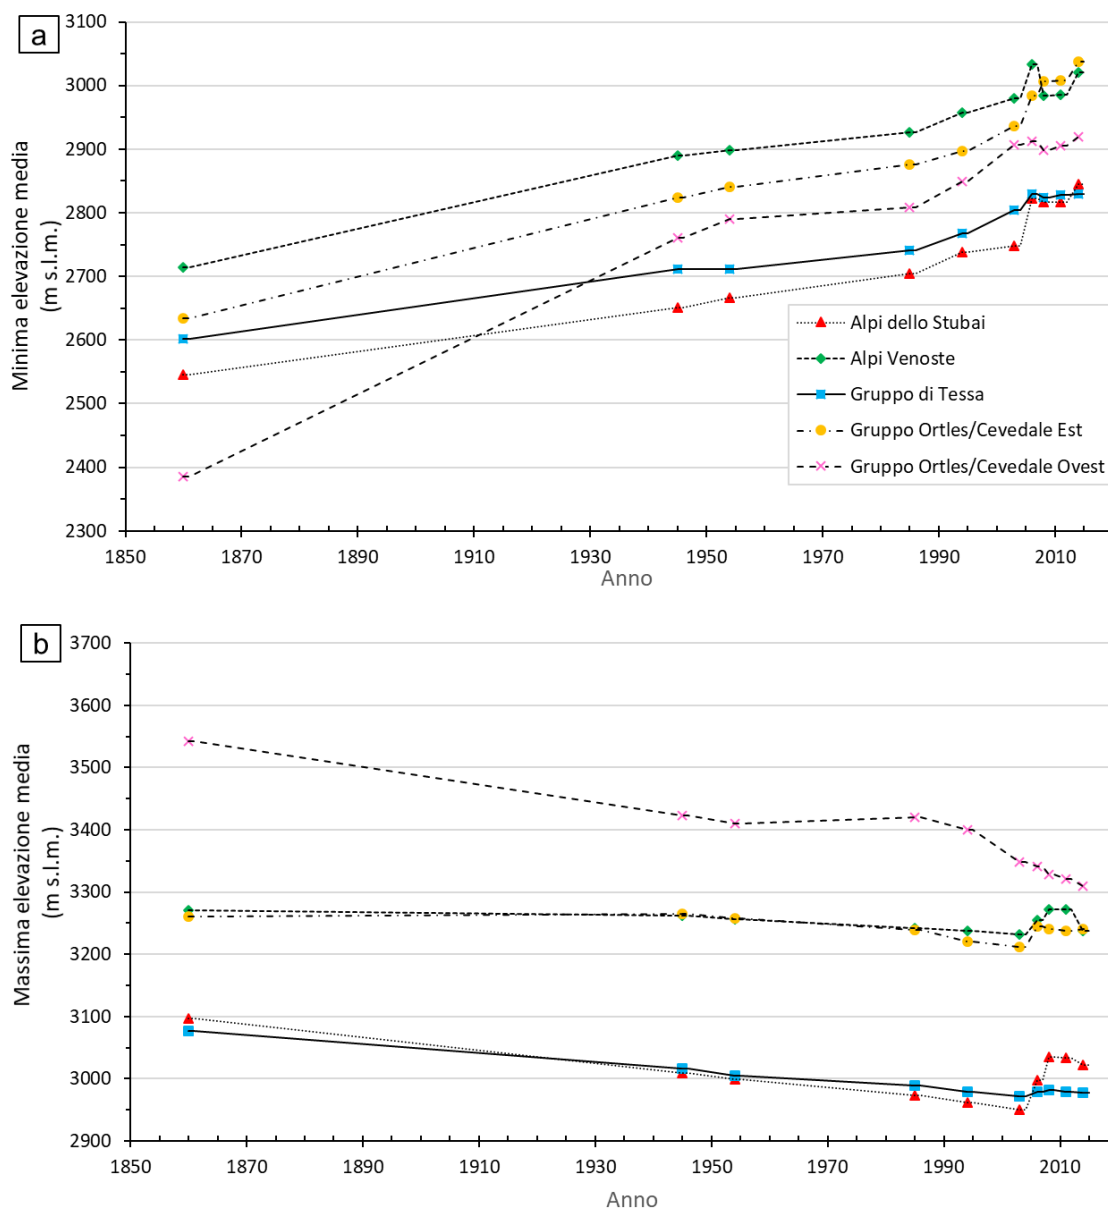 a
3100
3000
2900
2800
2700
2600
2500
2400
2300
Minima elevazione media
(m s.l.m.)
Alpi dello Stubai
Alpi Venoste
Gruppo di Tessa
Gruppo Ortles/Cevedale Est
Gruppo Ortles/Cevedale Ovest
1850 1870 1890 1910 1930 1950 1970 1990 2010
Anno
b
3700
3600
3500
3400
3300
3200
3100
3000
2900
Massima elevazione media
(m s.l.m.)
1850 1870 1890 1910 1930 1950 1970 1990 2010
Anno